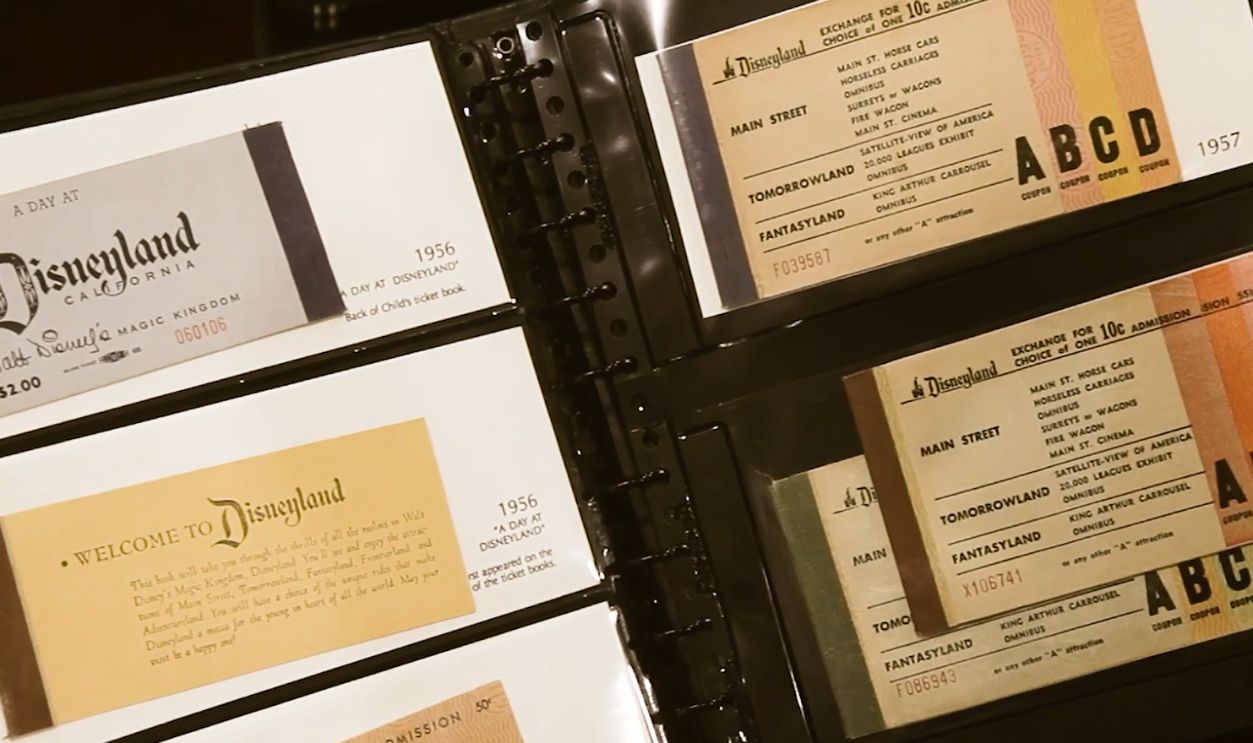 A DAY AT
Disneyland
CALIFORNIA
Walt Disney's MAGIC KINGDOM
060106
$2.00
1956
A DAY AT DISNEYLAND"
Back of Child's ticket book.
• WELCOME TO Disneyland
This book will take you through the thrills of all the realms in Walt
Disney's Magic Kingdom, Disneyland. You'll see and enjoy the attrac-
tions of Main Street, Tomorrowland, Fantasyland, Frontierland, and
Adventureland. You will have a choice of the unique rides that make
Disneyland a mecca for the young in heart of all the world. May your
visit be a happy one!
1956
"A DAY AT
DISNEYLAND"
rst appeared on the
of the ticket books.
MISSION 50¢
Disneyland
EXCHANGE FOR
CHOICE of ONE 10c ADMISS
MAIN STREET
MAIN ST. HORSE CARS
HORSELESS CARRIAGES
OMNIBUS
SURREYS or WAGONS
FIRE WAGON
MAIN ST. CINEMA
TOMORROWLAND
SATELLITE-VIEW OF AMERICA
20,000 LEAGUES EXHIBIT
OMNIBUS
FANTASYLAND
KING ARTHUR CARROUSEL
OMNIBUS
or any other "A" attraction
F039587
A B C D
COUPON COUPON COUPON COUPON
1957
Disneyland
EXCHANGE FOR
CHOICE of ONE 10c ADMISSION ISSION SSI
MAIN STREET
MAIN ST. HORSE CARS
HORSELESS CARRIAGES
OMNIBUS
SURREYS or WAGONS
FIRE WAGON
MAIN ST. CINEMA
TOMORROWLAND
SATELLITE-VIEW OF AMERICA
20,000 LEAGUES EXHIBIT
OMNIBUS
FANTASYLAND
KING ARTHUR CARROUSEL
OMNIBUS
or any other "A" attraction
X106741
A
COUPON
Di
MAIN
TOMO
FANTASYLAND
KING ARTHUR CARROUSEL
OMNIBUS
or any other "A" attraction
F086943
A B C
COUPON COUPON COUPON